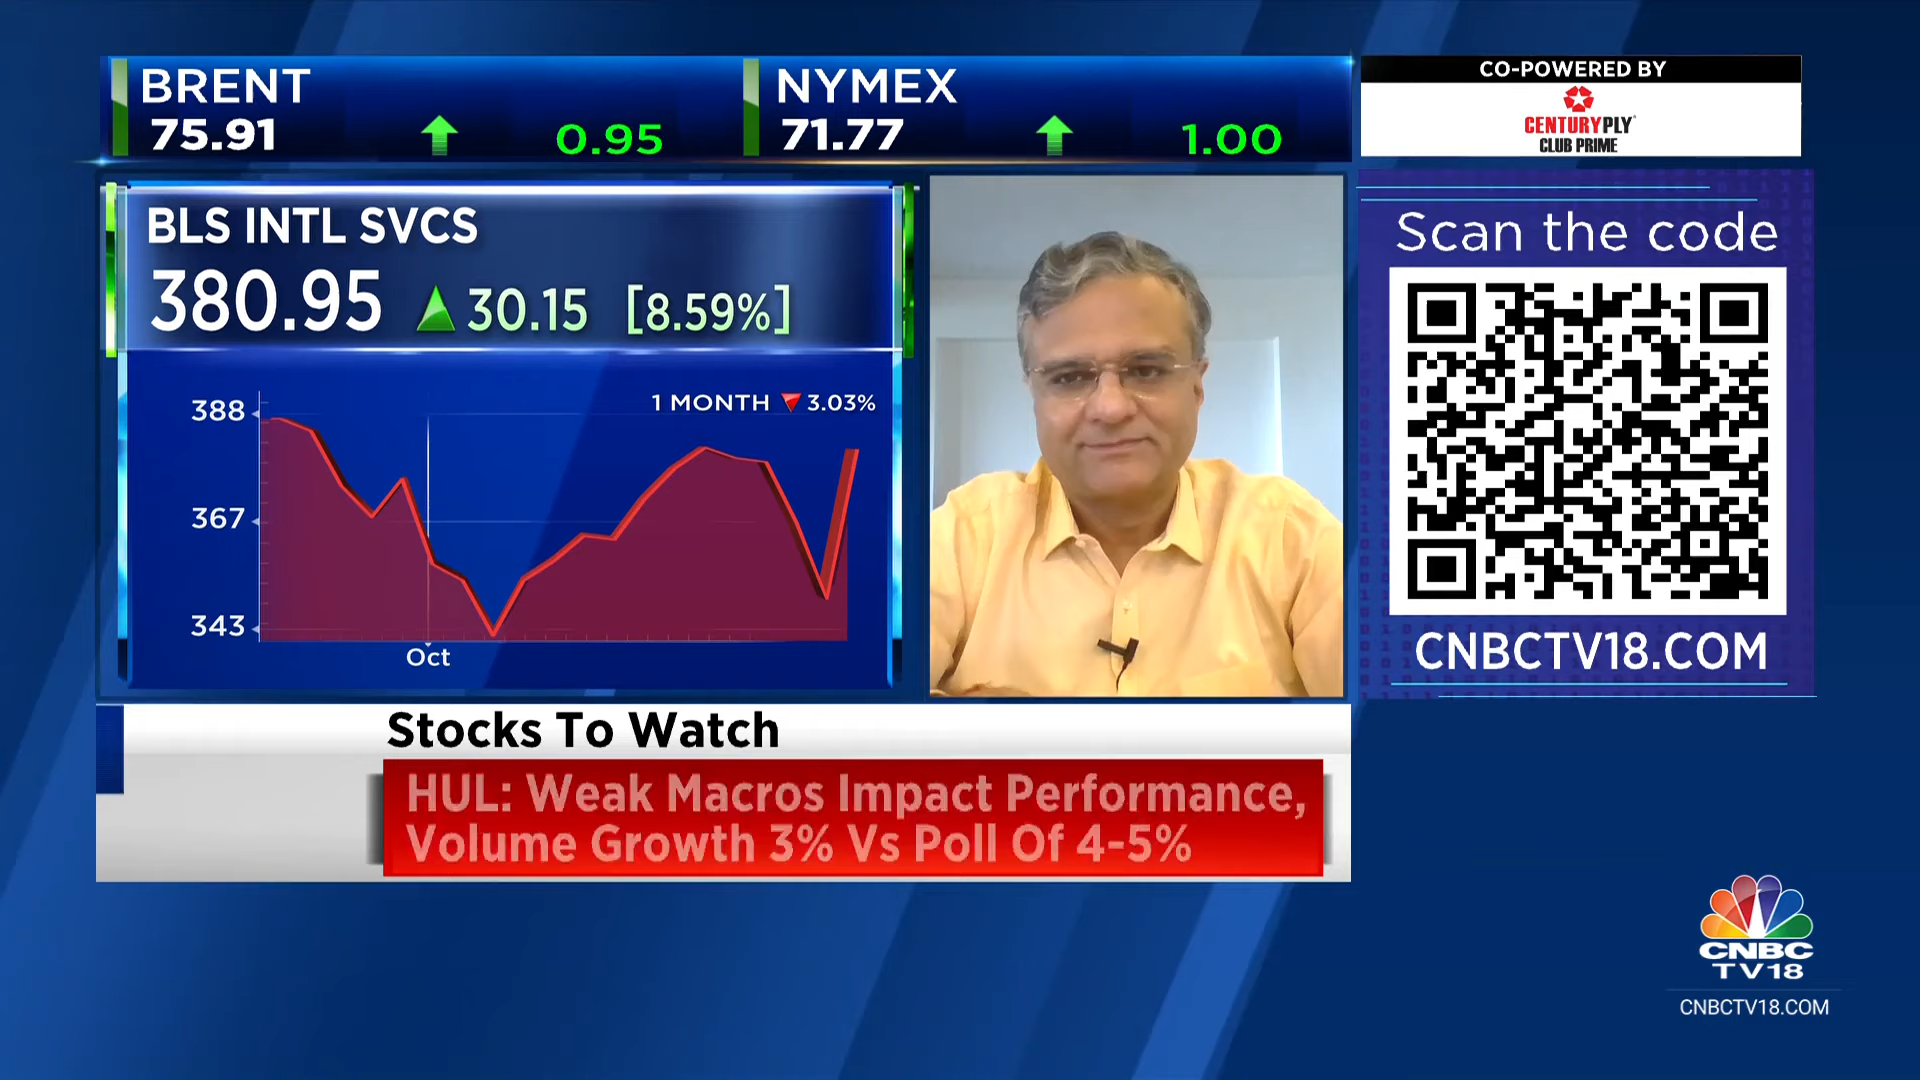 BRENT
75.91 0.95
NYMEX
71.77 1.00
CO-POWERED BY
CENTURYPLY
CLUB PRIME
BLS INTL SVCS
380.95 30.15 [8.59%]
1 MONTH 3.03%
388
367
343
Oct
Scan the code
CNBCTV18.COM
Stocks To Watch
HUL: Weak Macros Impact Performance,
Volume Growth 3% Vs Poll Of 4-5%
CNBC
TV18
CNBCTV18.COM